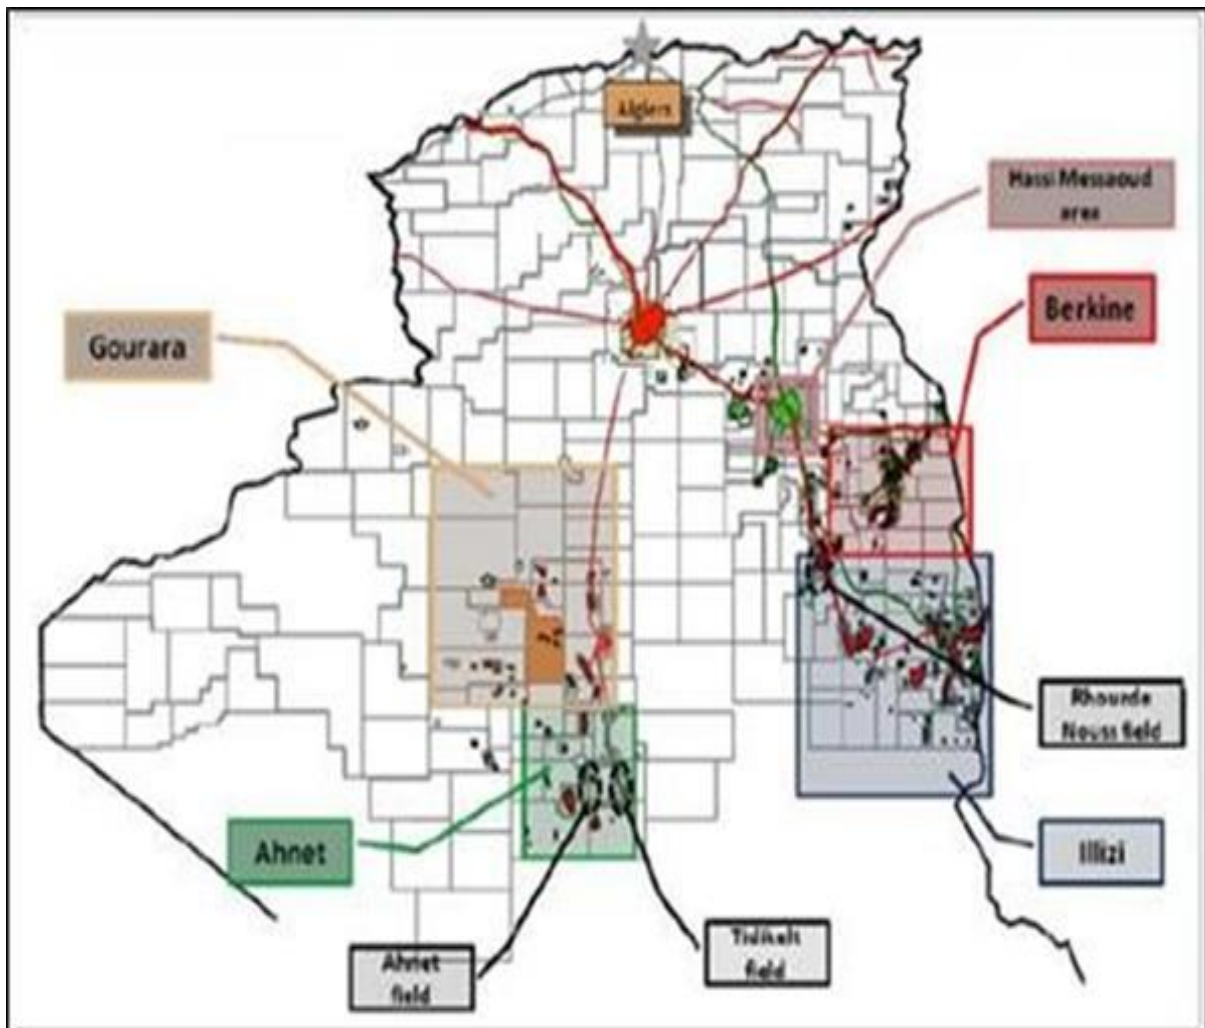 Algiers
Hassi Messaoud
area
Berkine
Gourara
Rhourde
Nouss field
Ahnet
Illizi
Ahnet
field
Tidikelt
field